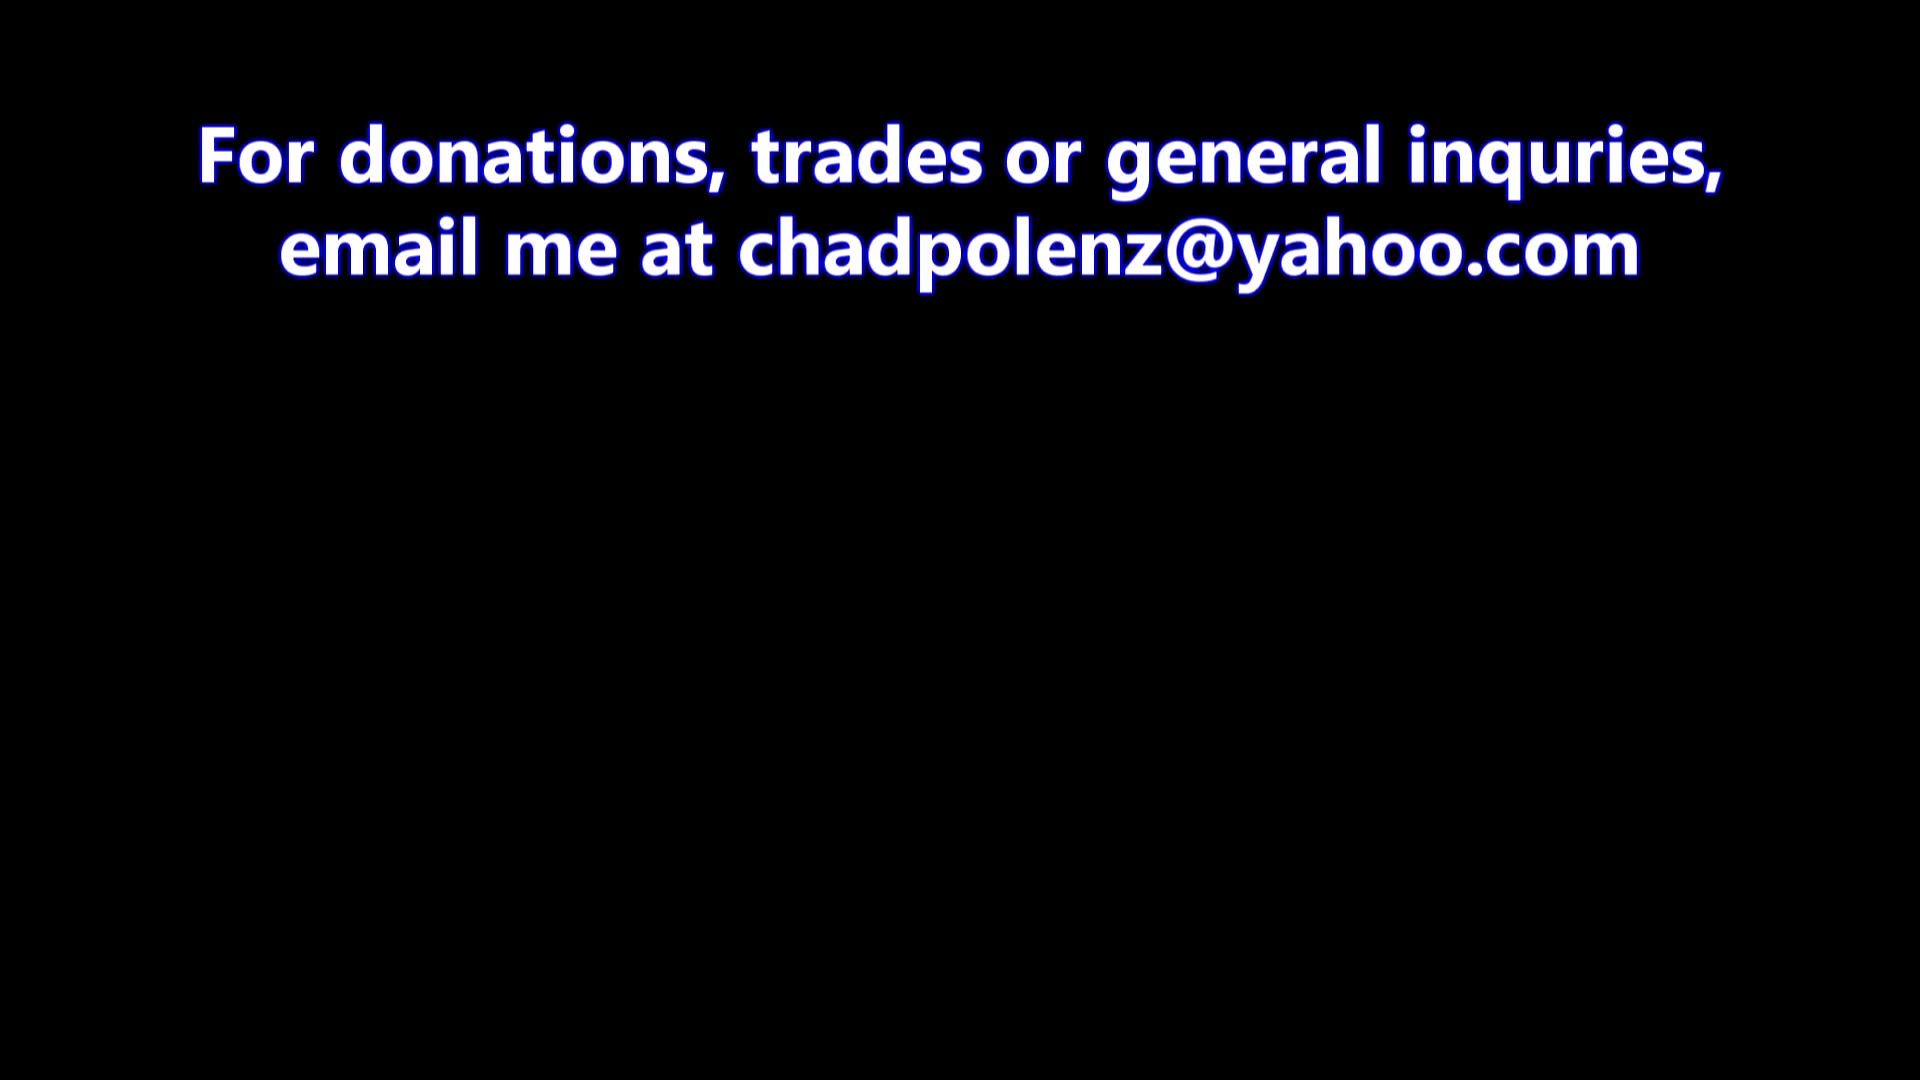 For donations, trades or general inquries,
email me at chadpolenz@yahoo.com